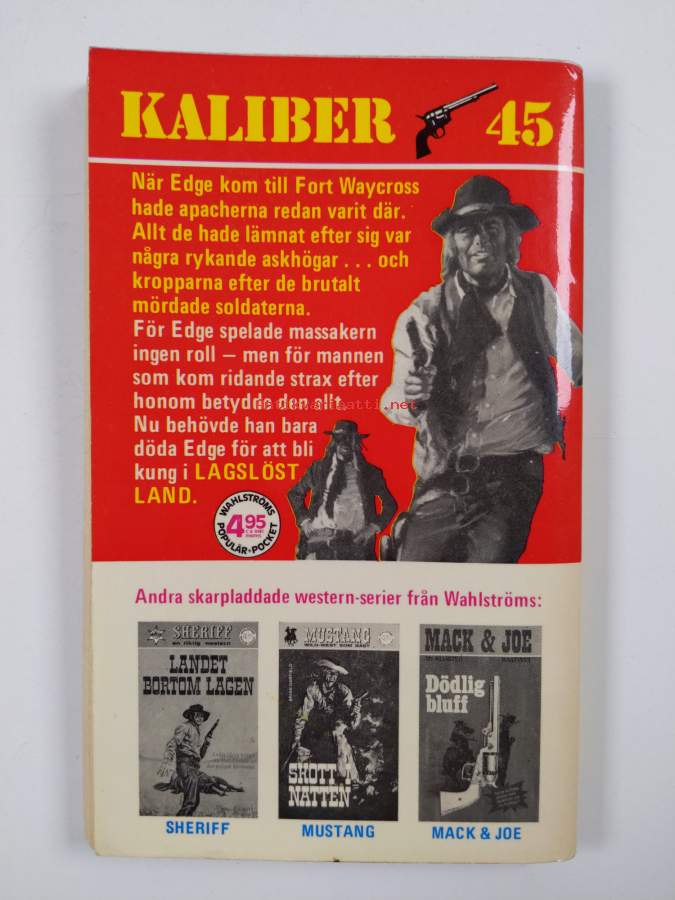 KALIBER 45
När Edge kom till Fort Waycross
hade apacherna redan varit där.
Allt de hade lämnat efter sig var
några rykande askhögar . . . och
kropparna efter de brutalt
mördade soldaterna.
För Edge spelade massakern
ingen roll – men för mannen
som kom ridande strax efter
honom betydde den allt.
Nu behövde han bara
döda Edge för att bli
kung i LAGSLÖST
LAND.
WAHLSTRÖMS
4.95
POPULÄR-POCKET
Andra skarpladdade western-serier från Wahlströms:
SHERIFF
en riktig western
LANDET
BORTOM LAGEN
MUSTANG
SKOTT I
NATTEN
MACK & JOE
Dödlig
bluff
SHERIFF
MUSTANG
MACK & JOE